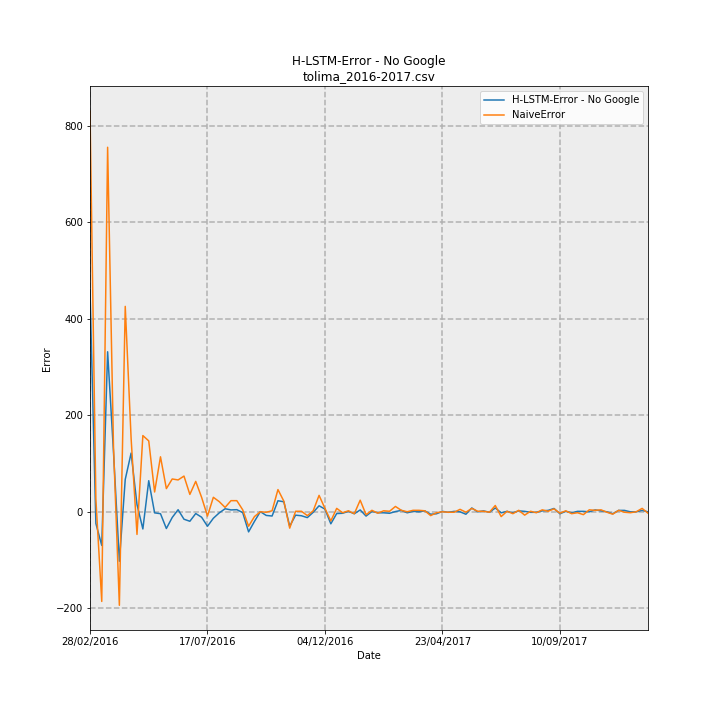 H-LSTM-Error - No Google
tolima_2016-2017.csv
H-LSTM-Error - No Google
NaiveError
800
600
400
200
0
−200
Error
28/02/2016
17/07/2016
04/12/2016
23/04/2017
10/09/2017
Date